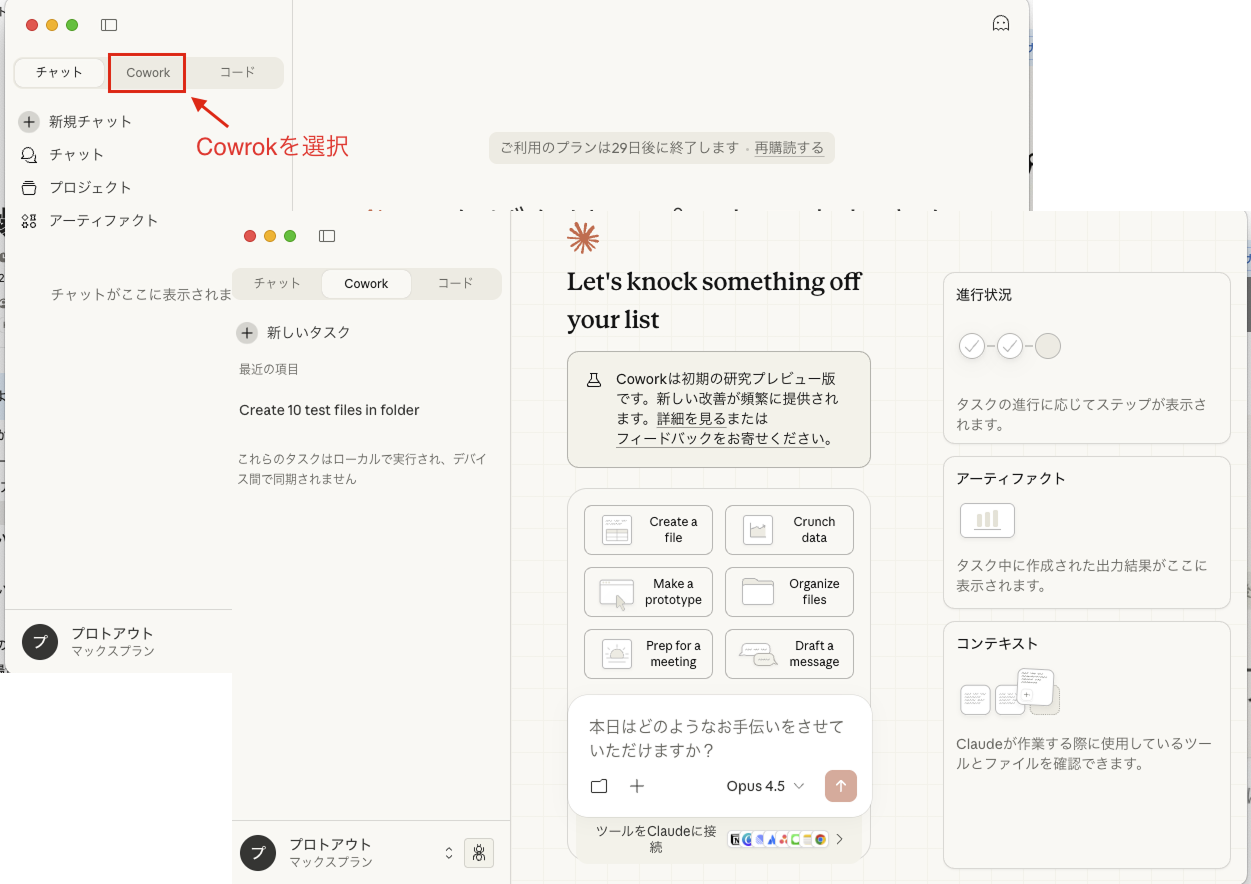 チャット
Cowork
コード
新規チャット
チャット
プロジェクト
アーティファクト
Cowrokを選択
ご利用のプランは29日後に終了します · 再購読する
チャットがここに表示されま
プ
プロトアウト
マックスプラン
チャット
Cowork
コード
新しいタスク
最近の項目
Create 10 test files in folder
これらのタスクはローカルで実行され、デバイ
ス間で同期されません
プ
プロトアウト
マックスプラン
Let's knock something off
your list
Coworkは初期の研究プレビュー版
です。新しい改善が頻繁に提供され
ます。詳細を見るまたは
フィードバックをお寄せください。
Create a
file
Crunch
data
Make a
prototype
Organize
files
Prep for a
meeting
Draft a
message
本日はどのようなお手伝いをさせて
いただけますか？
Opus 4.5
ツールをClaudeに接
続
進行状況
タスクの進行に応じてステップが表示さ
れます。
アーティファクト
タスク中に作成された出力結果がここに
表示されます。
コンテキスト
Claudeが作業する際に使用しているツー
ルとファイルを確認できます。